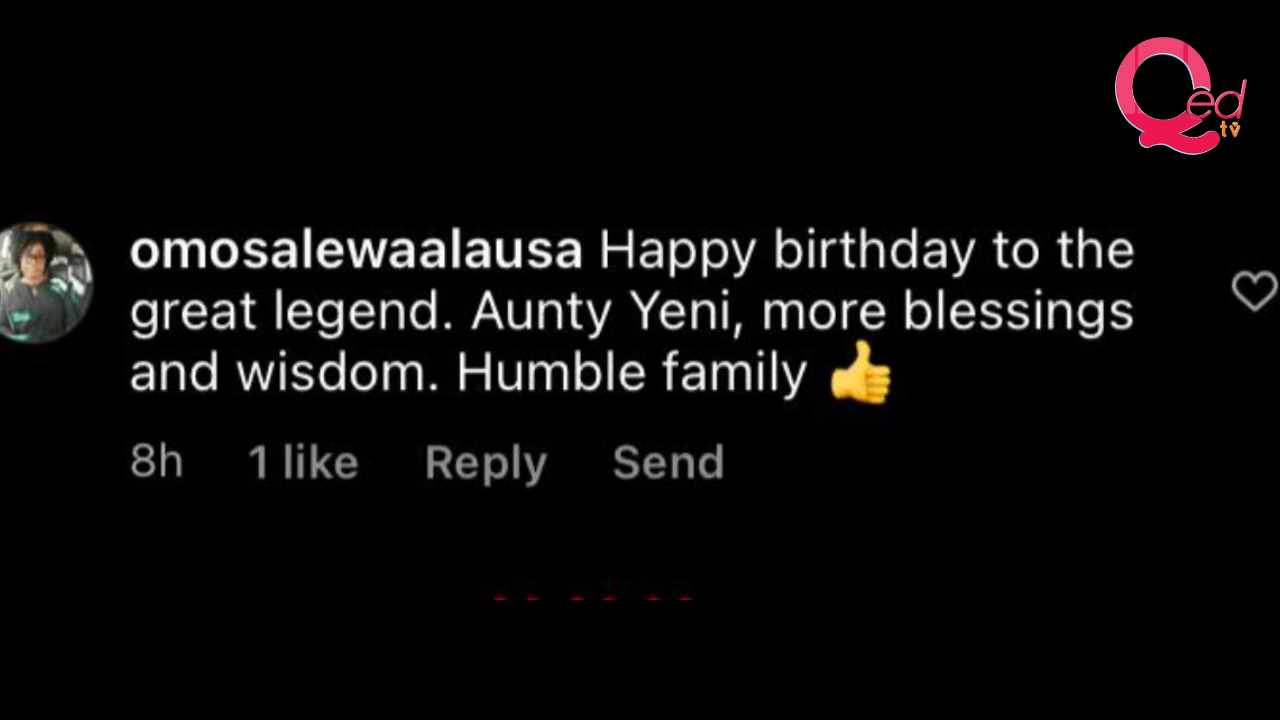 Qed
tv
omosalewaalausa Happy birthday to the
great legend. Aunty Yeni, more blessings
and wisdom. Humble family 👍
8h 1 like Reply Send